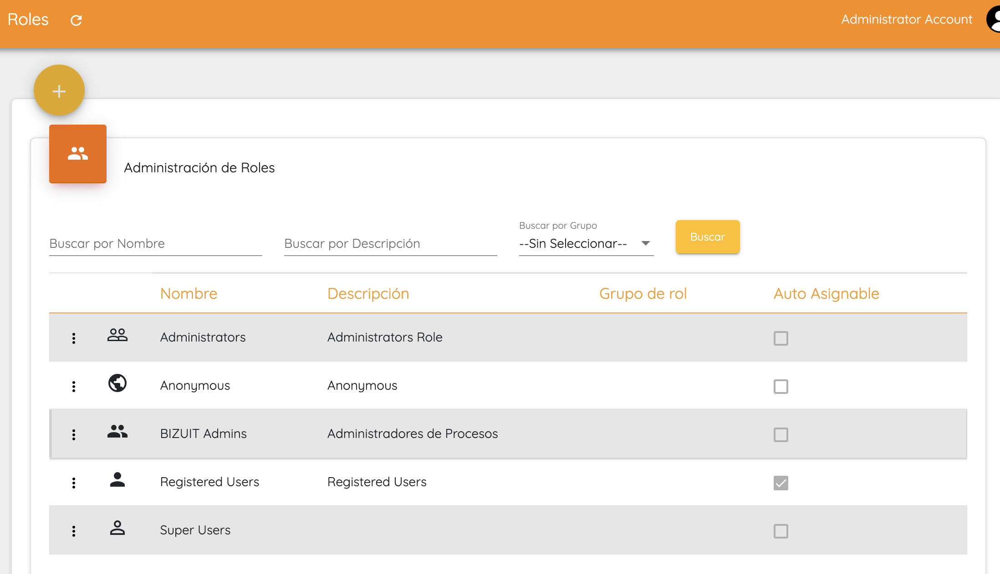 Roles
Administrator Account
Administración de Roles
Buscar por Nombre
Buscar por Descripción
Buscar por Grupo
--Sin Seleccionar--
Buscar
Nombre Descripción Grupo de rol Auto Asignable
Administrators Administrators Role
Anonymous Anonymous
BIZUIT Admins Administradores de Procesos
Registered Users Registered Users
Super Users